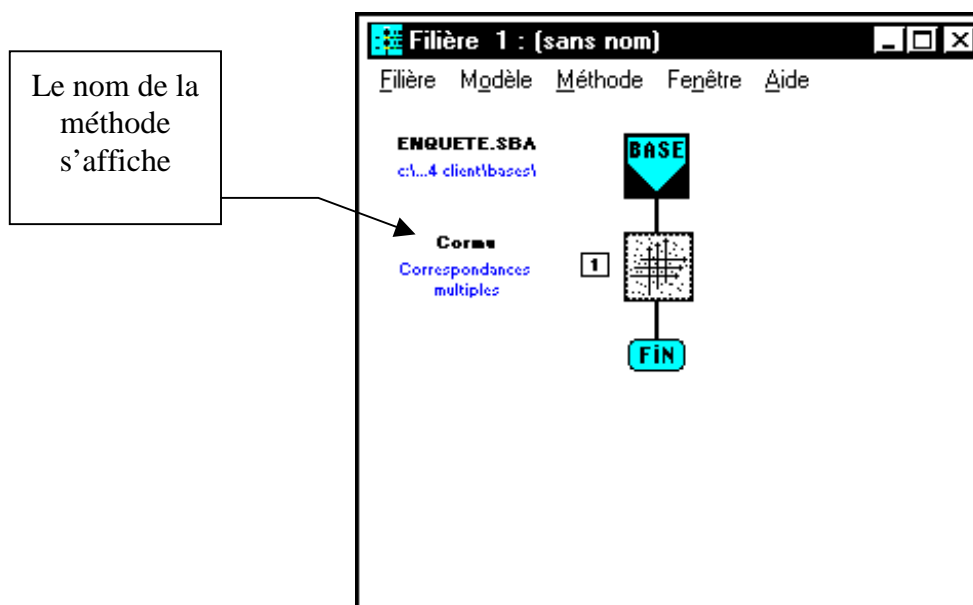 Le nom de la
méthode
s'affiche
Filière 1 : (sans nom)
Filière Modèle Méthode Fenêtre Aide
ENQUETE.SBA
c:\...4 client\bases\
BASE
Cormu
Correspondances
multiples
1
FIN